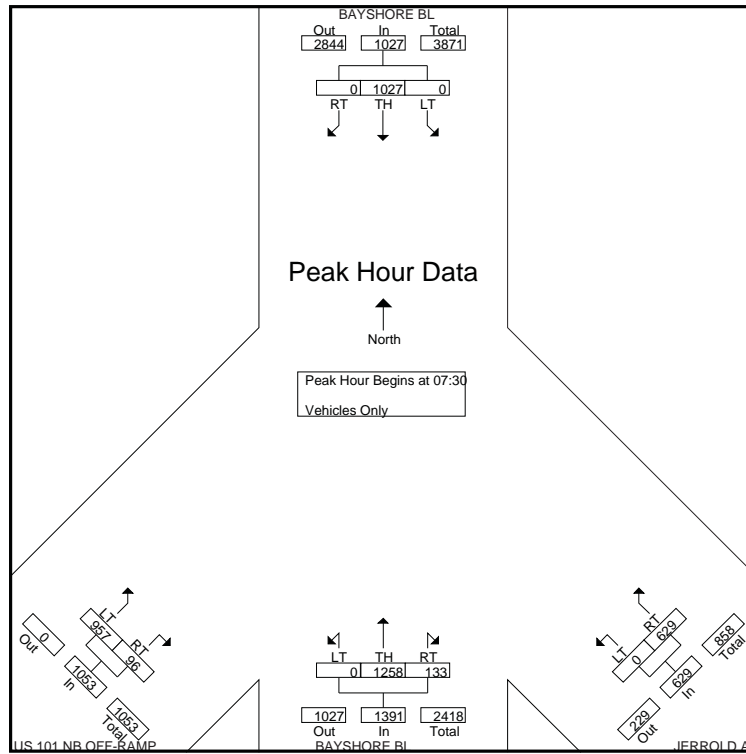 BAYSHORE BL
Out In Total
2844 1027 3871
0 1027 0
RT TH LT
Peak Hour Data
North
Peak Hour Begins at 07:30
Vehicles Only
LT RT
957 96
Out In Total
0 1053 1053
US 101 NB OFF-RAMP
LT TH RT
0 1258 133
1027 1391 2418
Out In Total
BAYSHORE BL
LT RT
0 629
229 629 858
Out In Total
JERROLD A